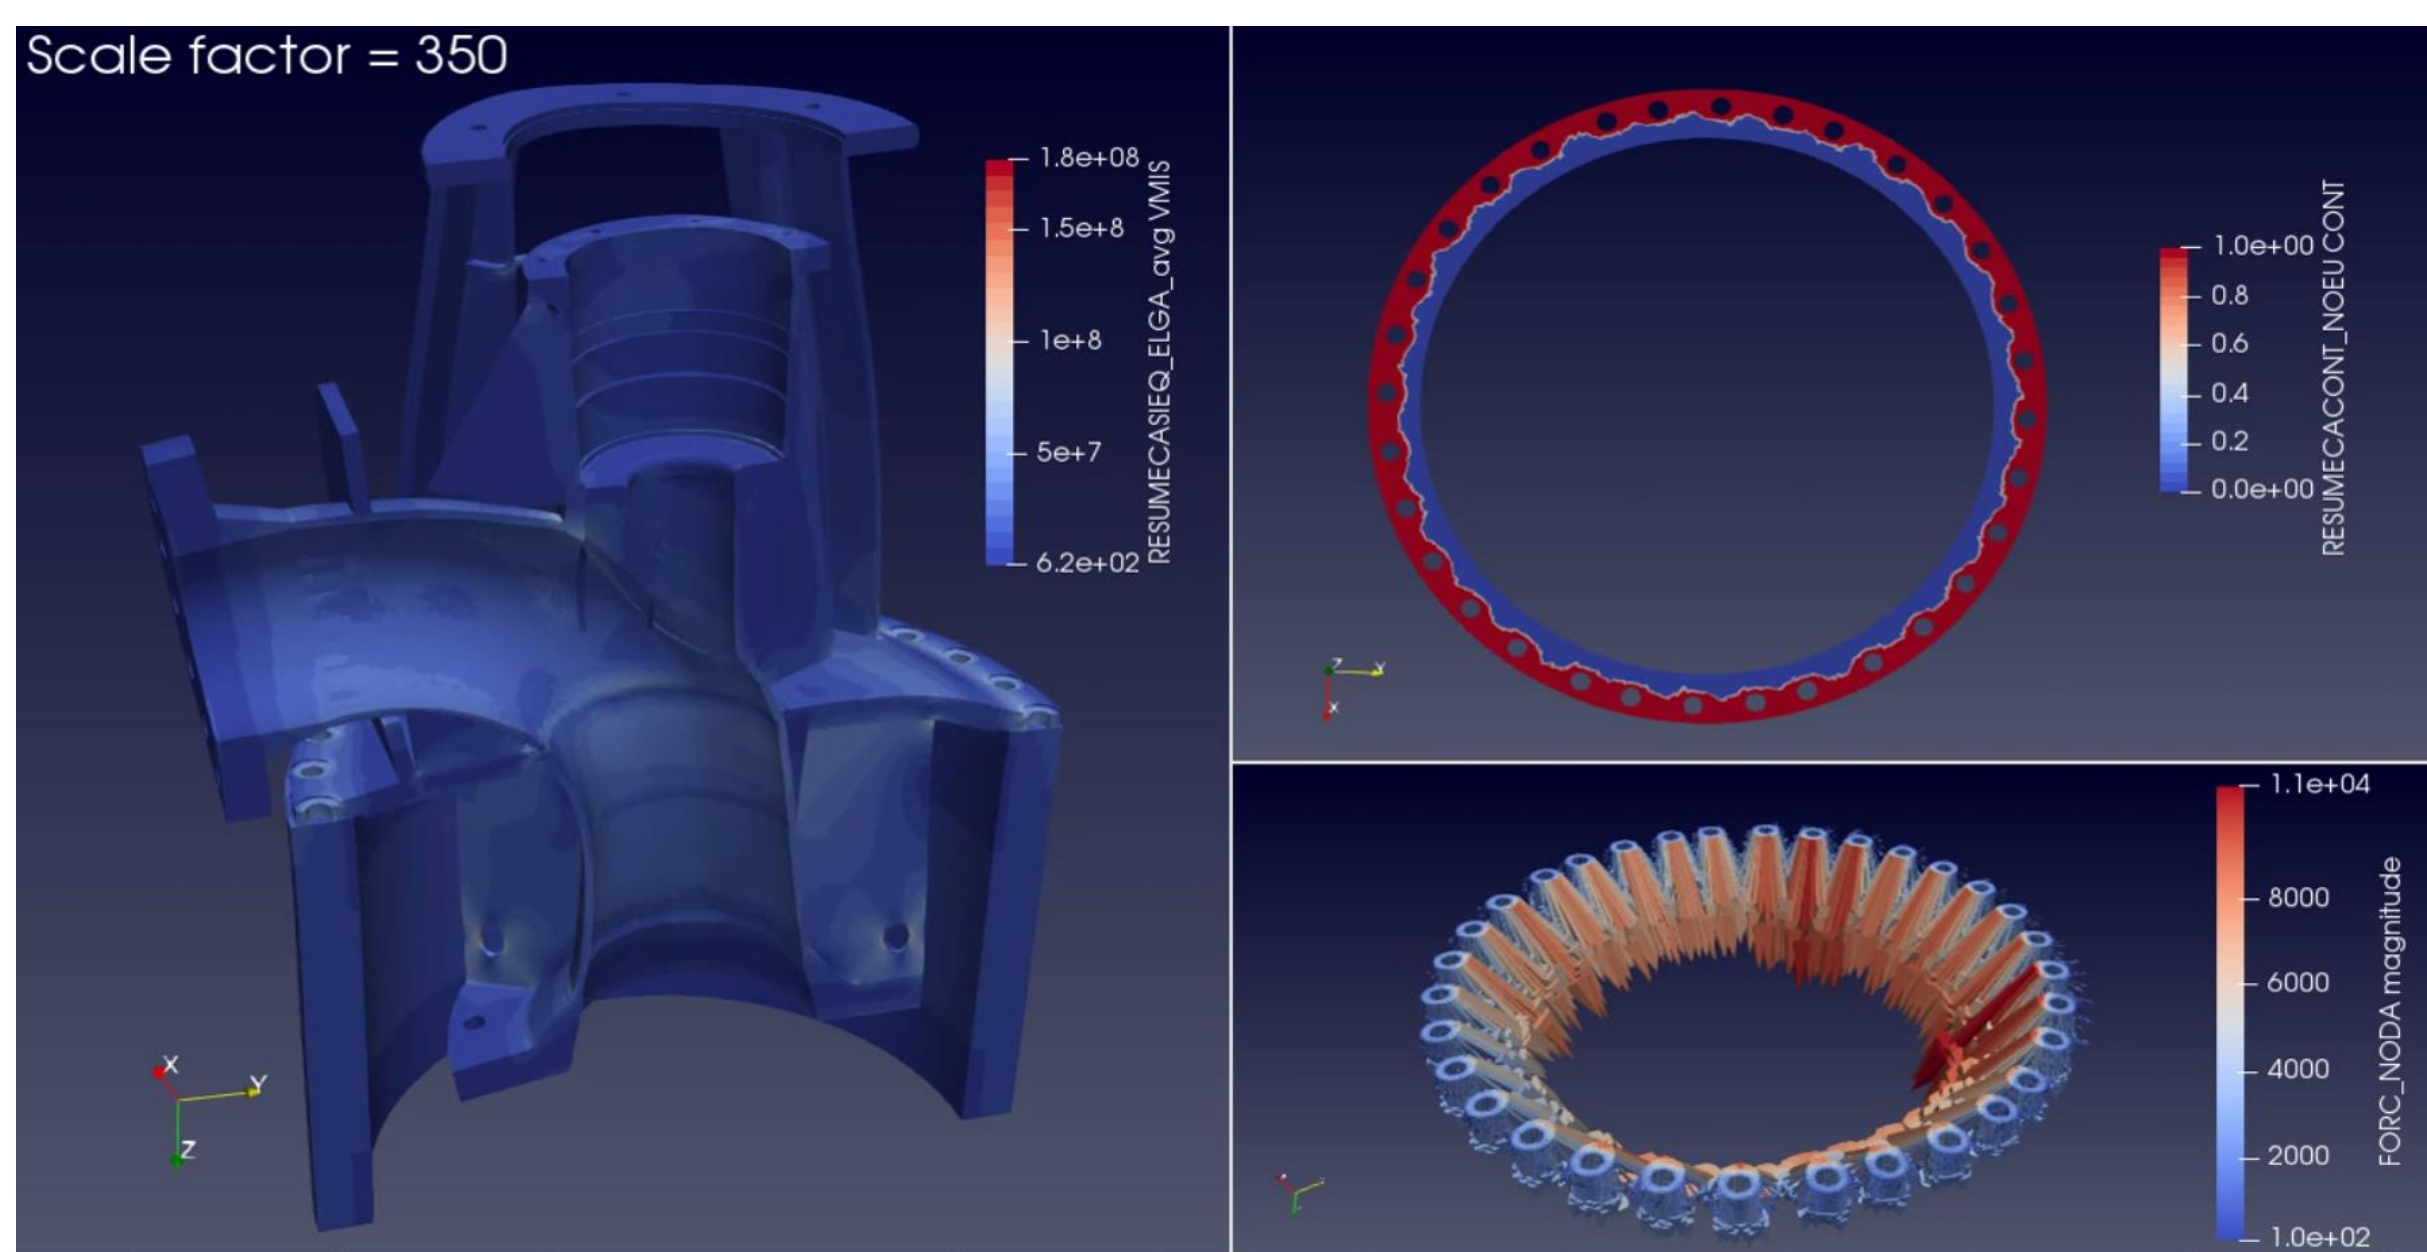 Scale factor = 350
1.8e+08
1.5e+8
1e+8
5e+7
6.2e+02
RESUMECASIEQ_ELGA_avg VMIS
X
Y
Z
1.0e+00
0.8
0.6
0.4
0.2
0.0e+00
RESUMECACONT_NOEU CONT
Z
Y
X
1.1e+04
8000
6000
4000
2000
1.0e+02
FORC_NODA magnitude